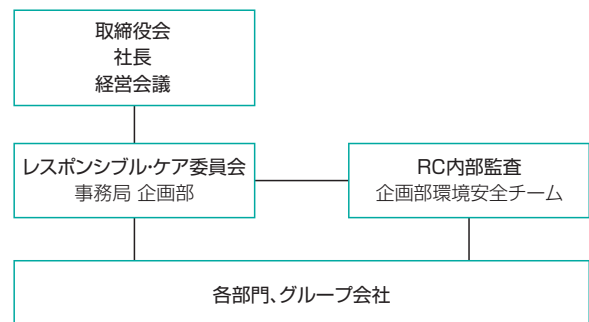 取締役会
社長
経営会議
レスポンシブル・ケア委員会
事務局 企画部
RC内部監査
企画部環境安全チーム
各部門、グループ会社